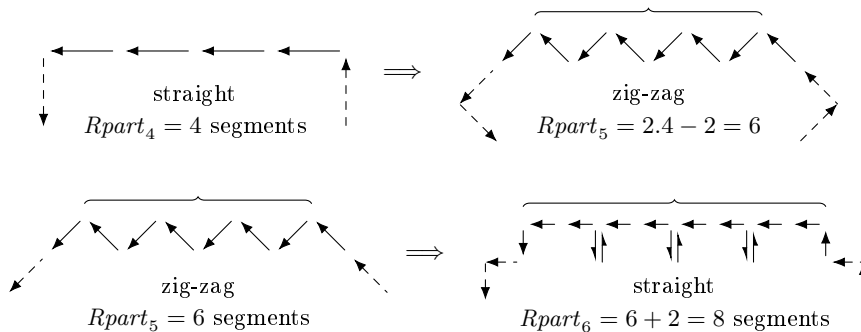 ⟹
straight
zig-zag
Rpart₄ = 4 segments
Rpart₅ = 2.4 − 2 = 6
⟹
zig-zag
straight
Rpart₅ = 6 segments
Rpart₆ = 6 + 2 = 8 segments